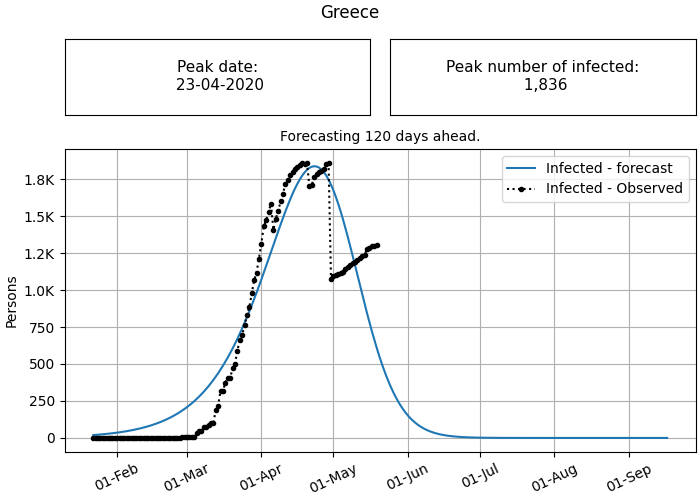 Greece
Peak date:
23-04-2020
Peak number of infected:
1,836
Forecasting 120 days ahead.
Infected - forecast
Infected - Observed
Persons
1.8K
1.5K
1.2K
1.0K
750
500
250
0
01-Feb
01-Mar
01-Apr
01-May
01-Jun
01-Jul
01-Aug
01-Sep